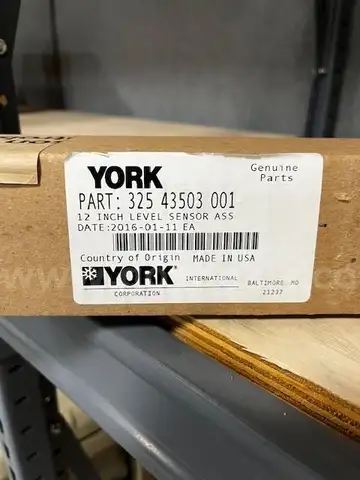 YORK
Genuine
Parts
PART: 325 43503 001
12 INCH LEVEL SENSOR ASS
DATE:2016-01-11 EA
Country of Origin MADE IN USA
YORK INTERNATIONAL BALTIMORE, MD
CORPORATION 21237